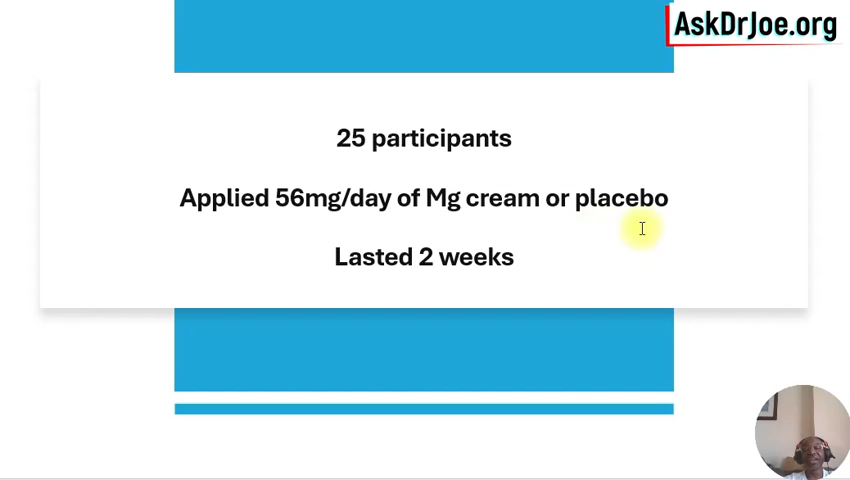 AskDrJoe.org
25 participants
Applied 56mg/day of Mg cream or placebo
Lasted 2 weeks